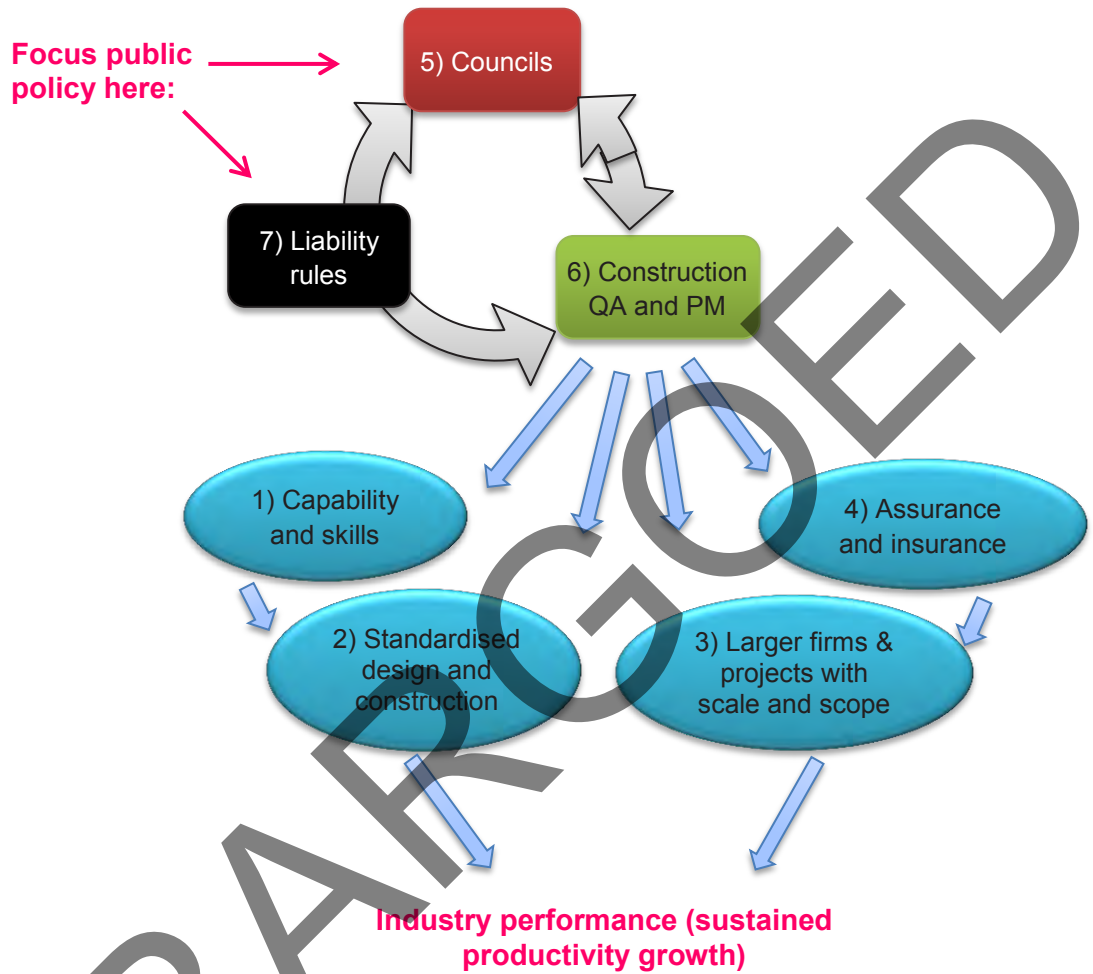 Focus public
policy here:
5) Councils
7) Liability
rules
6) Construction
QA and PM
1) Capability
and skills
4) Assurance
and insurance
2) Standardised
design and
construction
3) Larger firms &
projects with
scale and scope
Industry performance (sustained
productivity growth)
BARGOED